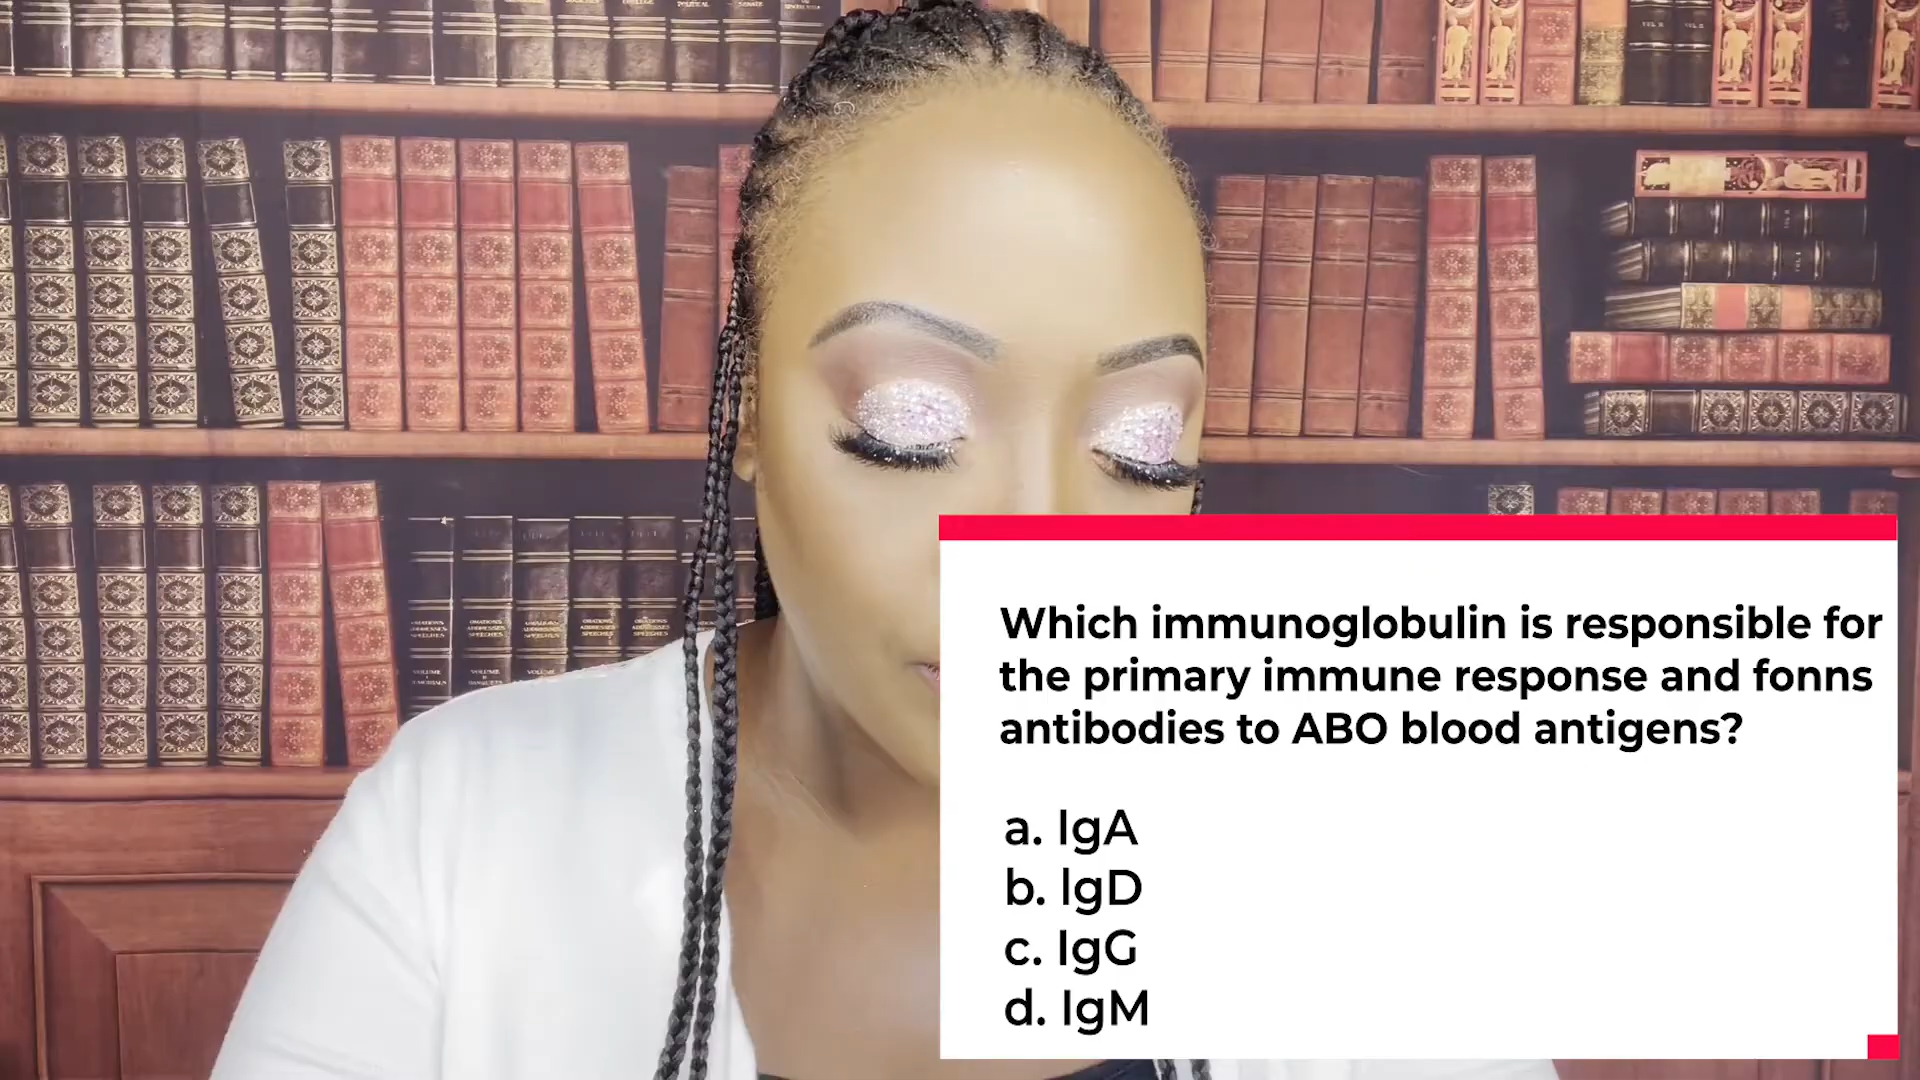 Which immunoglobulin is responsible for
the primary immune response and fonns
antibodies to ABO blood antigens?
a. IgA
b. IgD
c. IgG
d. IgM